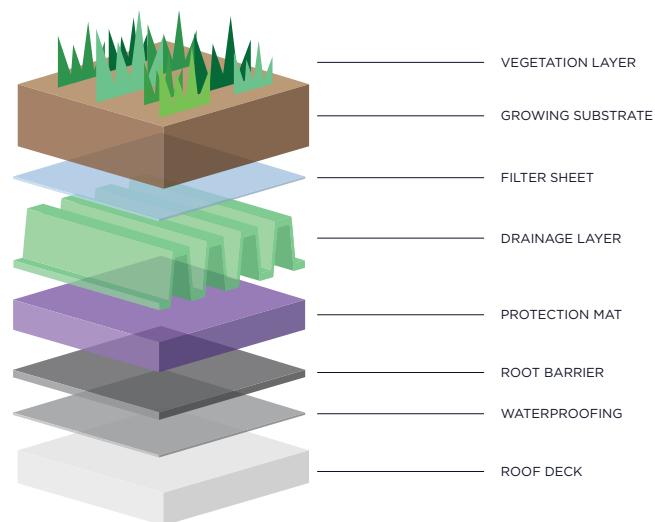 VEGETATION LAYER
GROWING SUBSTRATE
FILTER SHEET
DRAINAGE LAYER
PROTECTION MAT
ROOT BARRIER
WATERPROOFING
ROOF DECK